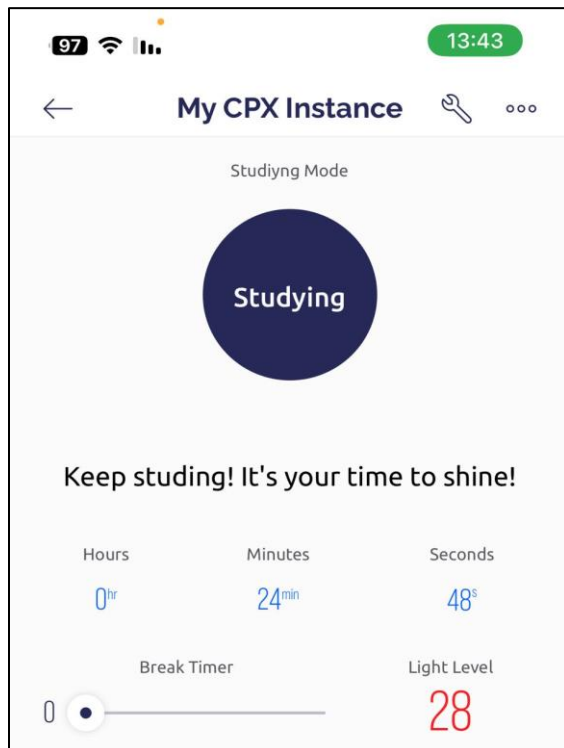 97 13:43
My CPX Instance
Studiyng Mode
Studying
Keep studing! It's your time to shine!
Hours Minutes Seconds
0hr 24min 48s
Break Timer Light Level
0 28